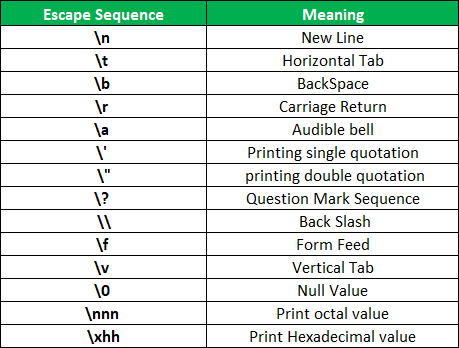 Escape Sequence Meaning
\n New Line
\t Horizontal Tab
\b BackSpace
\r Carriage Return
\a Audible bell
\' Printing single quotation
\" printing double quotation
\? Question Mark Sequence
\\ Back Slash
\f Form Feed
\v Vertical Tab
\0 Null Value
\nnn Print octal value
\xhh Print Hexadecimal value